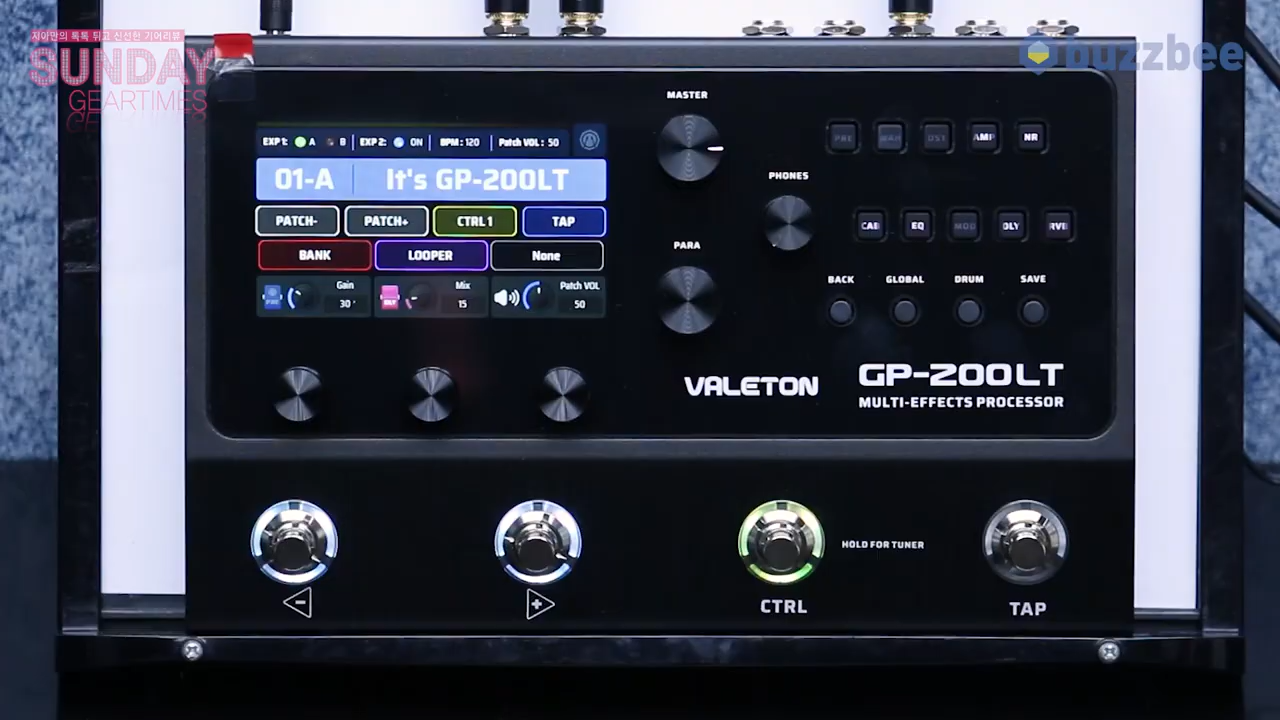 지아만의 톡톡 튀고 신선한 기어리뷰
SUNDAY
GEARTIMES
buzzbee
MASTER
PHONES
PARA
EXP 1: A B EXP 2: ON BPM : 120 Patch VOL : 50
01-A It's GP-200LT
PATCH- PATCH+ CTRL 1 TAP
BANK LOOPER None
Gain
30
Mix
15
Patch VOL
50
PRE DST AMP NR
CAB EQ MOD DLY RVB
BACK GLOBAL DRUM SAVE
VALETON
GP-200LT
MULTI-EFFECTS PROCESSOR
HOLD FOR TUNER
CTRL
TAP